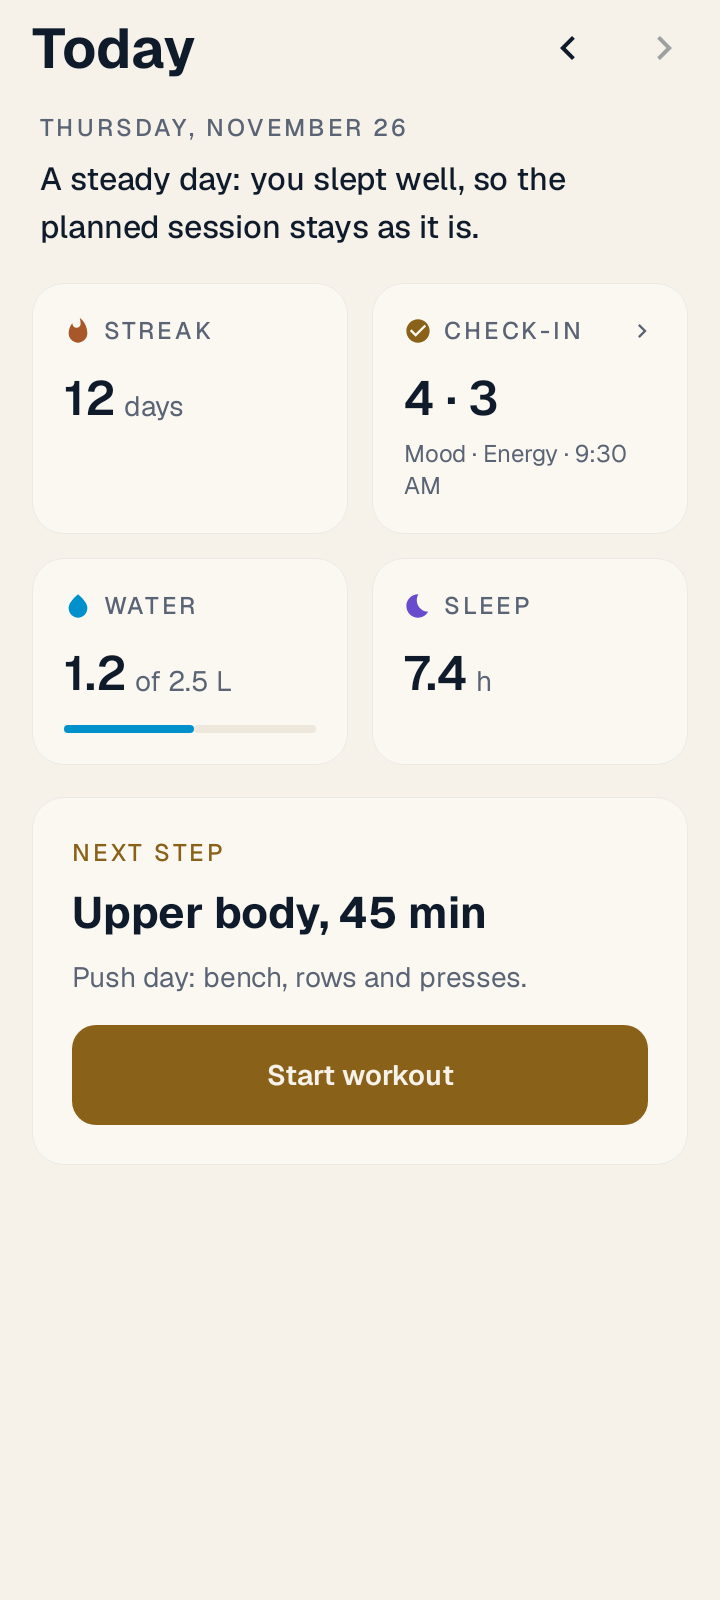 Today
THURSDAY, NOVEMBER 26
A steady day: you slept well, so the
planned session stays as it is.
STREAK
12 days
CHECK-IN
4 · 3
Mood · Energy · 9:30
AM
WATER
1.2 of 2.5 L
SLEEP
7.4 h
NEXT STEP
Upper body, 45 min
Push day: bench, rows and presses.
Start workout